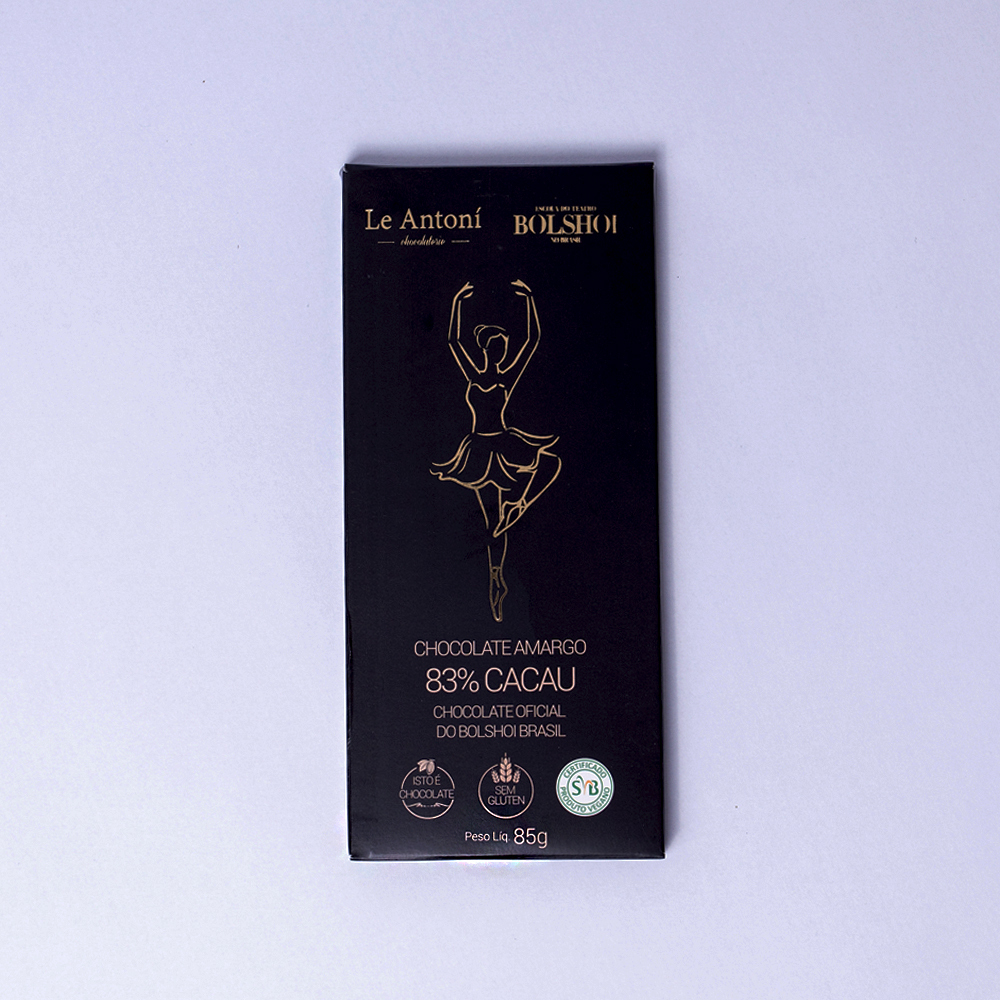 Le Antoní
chocolaterie
ESCOLA DO TEATRO
BOLSHOI
NO BRASIL
CHOCOLATE AMARGO
83% CACAU
CHOCOLATE OFICIAL
DO BOLSHOI BRASIL
ISTO É
CHOCOLATE
SEM
GLÚTEN
CERTIFICADO
SVB
PRODUTO VEGANO
Peso Líq. 85g